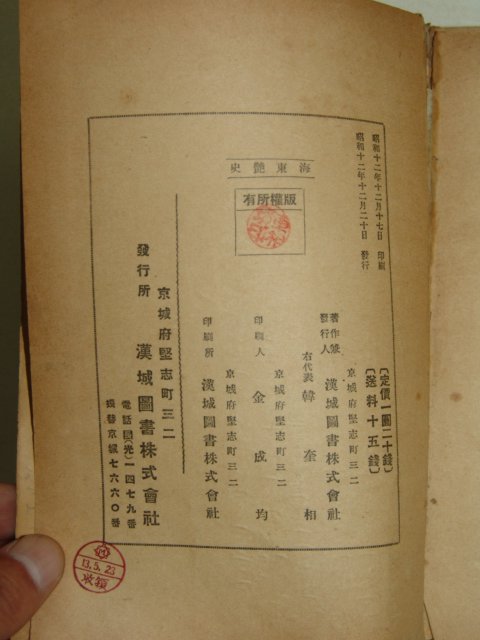 昭和十二年十二月十七日 印刷
昭和十二年十二月二十日 發行
〔定價一圓二十錢〕
〔送料十五錢〕
海東艶史
版權所有
京城府堅志町三二
著作兼
發行人 漢城圖書株式會社
右代表 韓奎相
京城府堅志町三二
印刷人 金成均
京城府堅志町三二
印刷所 漢城圖書株式會社
京城府堅志町三二
發行所 漢城圖書株式會社
電話光一四七九番
振替京城七六六〇番
13.5.23